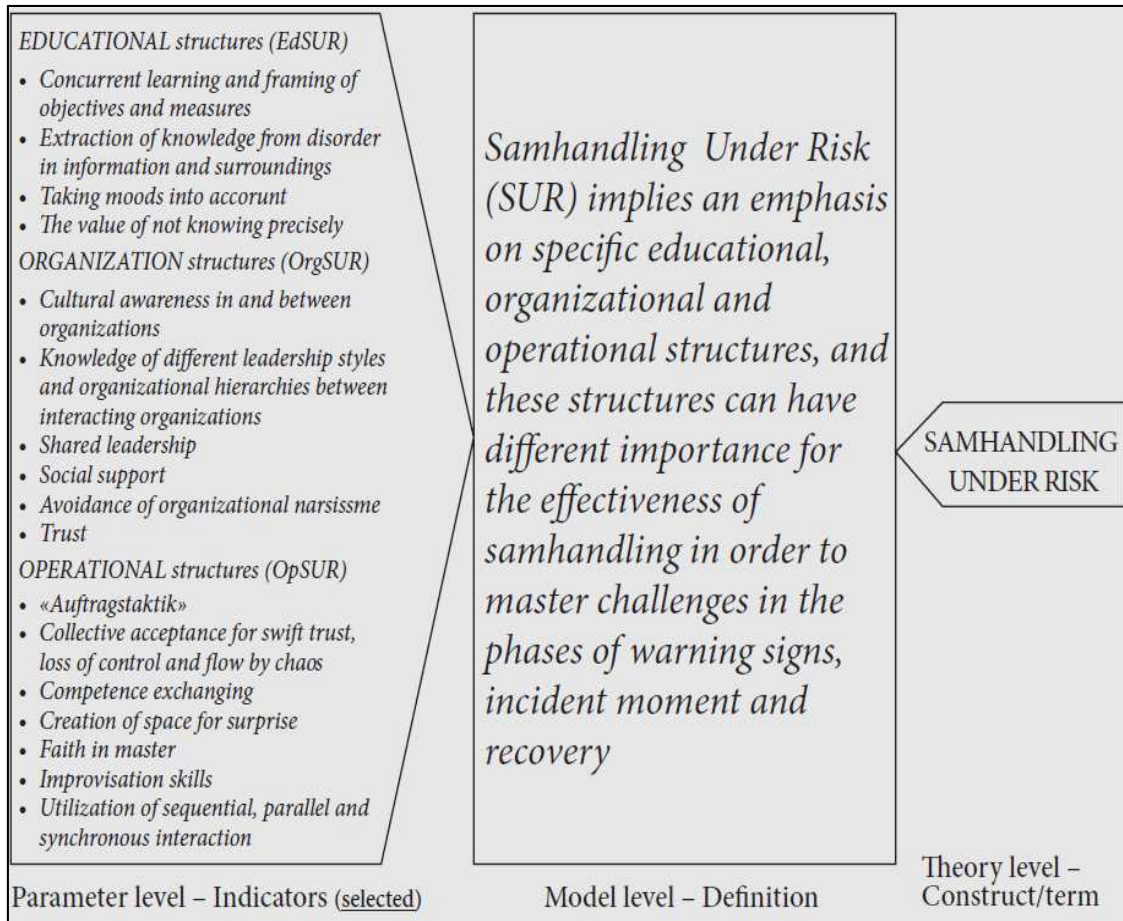 EDUCATIONAL structures (EdSUR)
• Concurrent learning and framing of
objectives and measures
• Extraction of knowledge from disorder
in information and surroundings
• Taking moods into accorunt
• The value of not knowing precisely
ORGANIZATION structures (OrgSUR)
• Cultural awareness in and between
organizations
• Knowledge of different leadership styles
and organizational hierarchies between
interacting organizations
• Shared leadership
• Social support
• Avoidance of organizational narsissme
• Trust
OPERATIONAL structures (OpSUR)
• «Auftragstaktik»
• Collective acceptance for swift trust,
loss of control and flow by chaos
• Competence exchanging
• Creation of space for surprise
• Faith in master
• Improvisation skills
• Utilization of sequential, parallel and
synchronous interaction
Parameter level – Indicators (selected)
Samhandling Under Risk
(SUR) implies an emphasis
on specific educational,
organizational and
operational structures, and
these structures can have
different importance for
the effectiveness of
samhandling in order to
master challenges in the
phases of warning signs,
incident moment and
recovery
Model level – Definition
SAMHANDLING
UNDER RISK
Theory level –
Construct/term